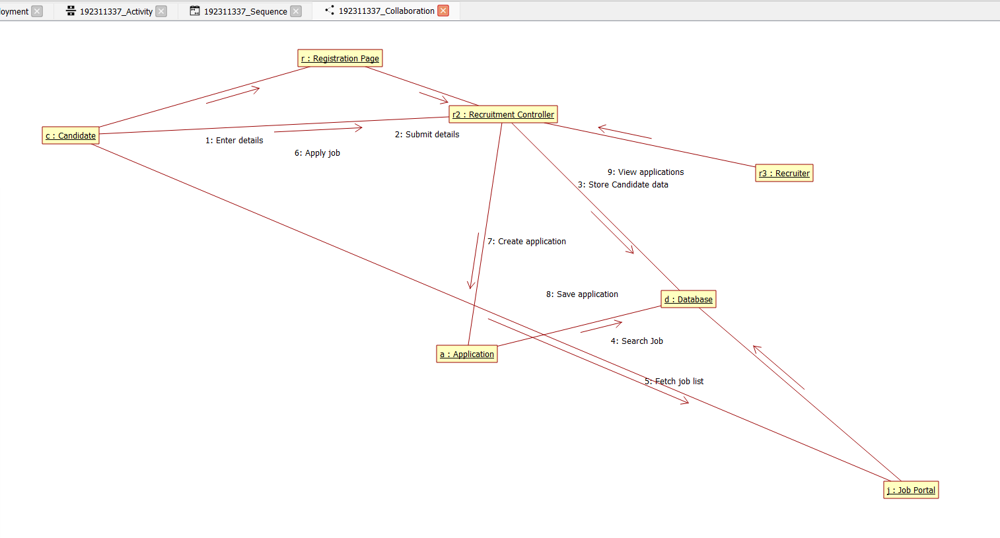 loyment
192311337_Activity
192311337_Sequence
192311337_Collaboration
r : Registration Page
r2 : Recruitment Controller
c : Candidate
1: Enter details
2: Submit details
6: Apply job
9: View applications
r3 : Recruiter
3: Store Candidate data
7: Create application
8: Save application
d : Database
4: Search Job
a : Application
5: Fetch job list
j : Job Portal